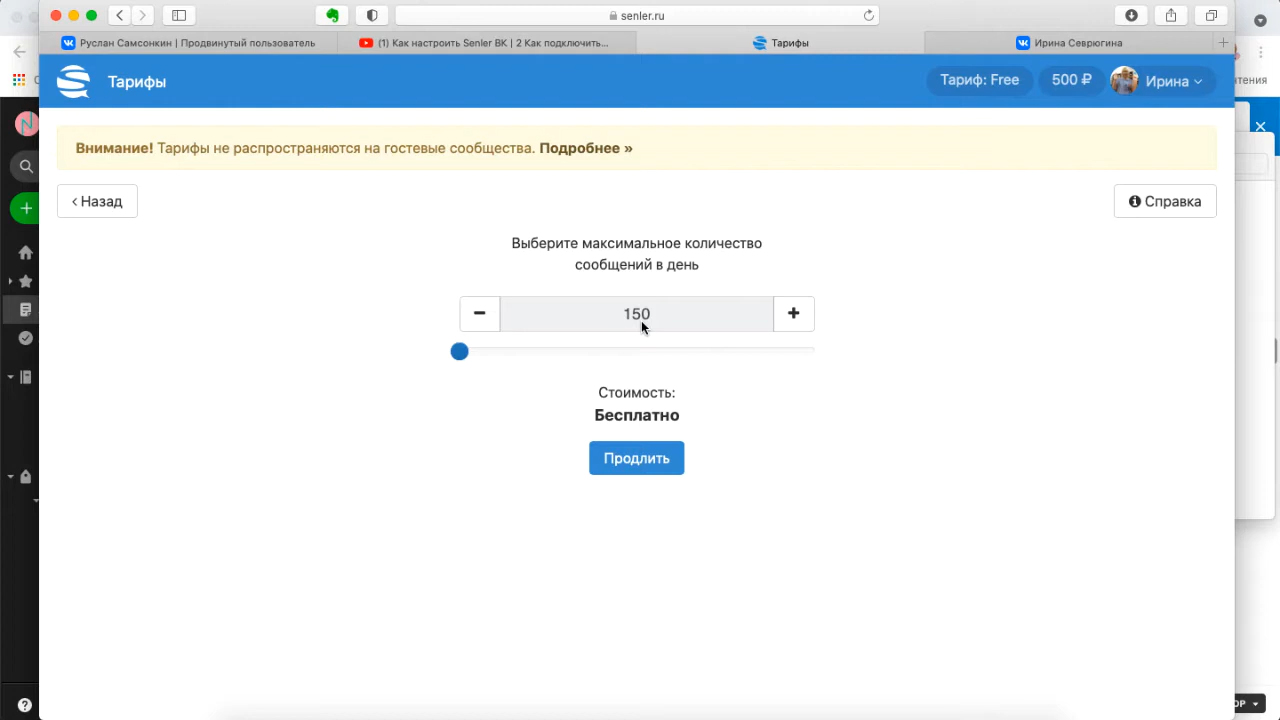 senler.ru
Руслан Самсонкин | Продвинутый пользователь
(1) Как настроить Senler ВК | 2 Как подключить...
Тарифы
Ирина Севрюгина
Тарифы
Тариф: Free
500 ₽
Ирина
Внимание! Тарифы не распространяются на гостевые сообщества. Подробнее »
‹ Назад
Справка
Выберите максимальное количество
сообщений в день
150
Стоимость:
Бесплатно
Продлить